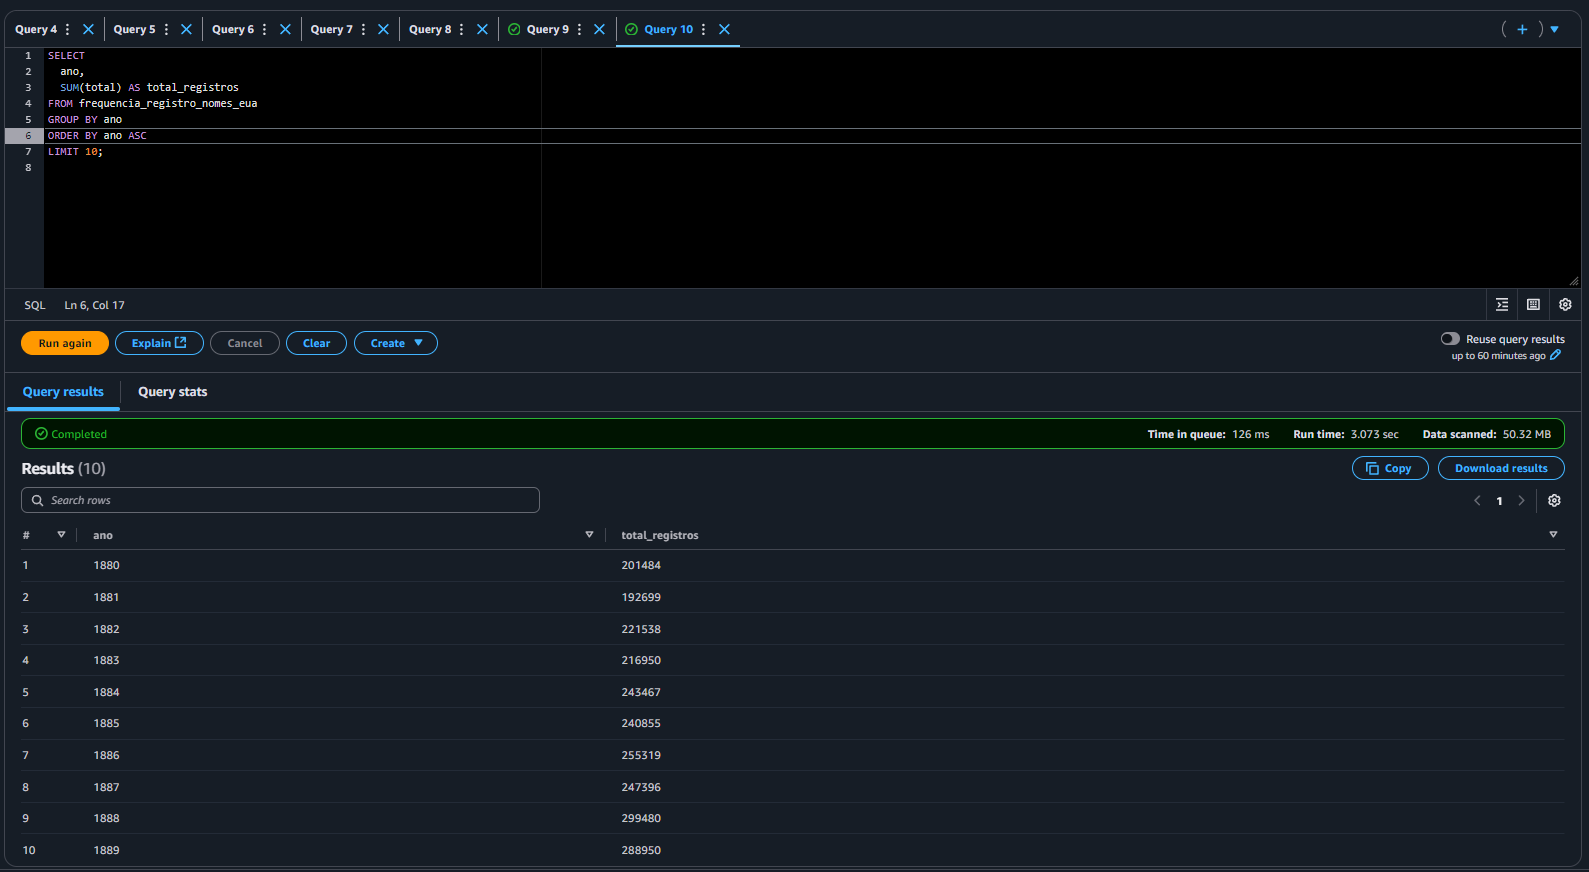 Query 4 Query 5 Query 6 Query 7 Query 8 Query 9 Query 10
1 SELECT
2 ano,
3 SUM(total) AS total_registros
4 FROM frequencia_registro_nomes_eua
5 GROUP BY ano
6 ORDER BY ano ASC
7 LIMIT 10;
8
SQL Ln 6, Col 17
Run again Explain Cancel Clear Create Reuse query results
up to 60 minutes ago
Query results Query stats
Completed Time in queue: 126 ms Run time: 3.073 sec Data scanned: 50.32 MB
Results (10) Copy Download results
Search rows 1
# ano total_registros
1 1880 201484
2 1881 192699
3 1882 221538
4 1883 216950
5 1884 243467
6 1885 240855
7 1886 255319
8 1887 247396
9 1888 299480
10 1889 288950